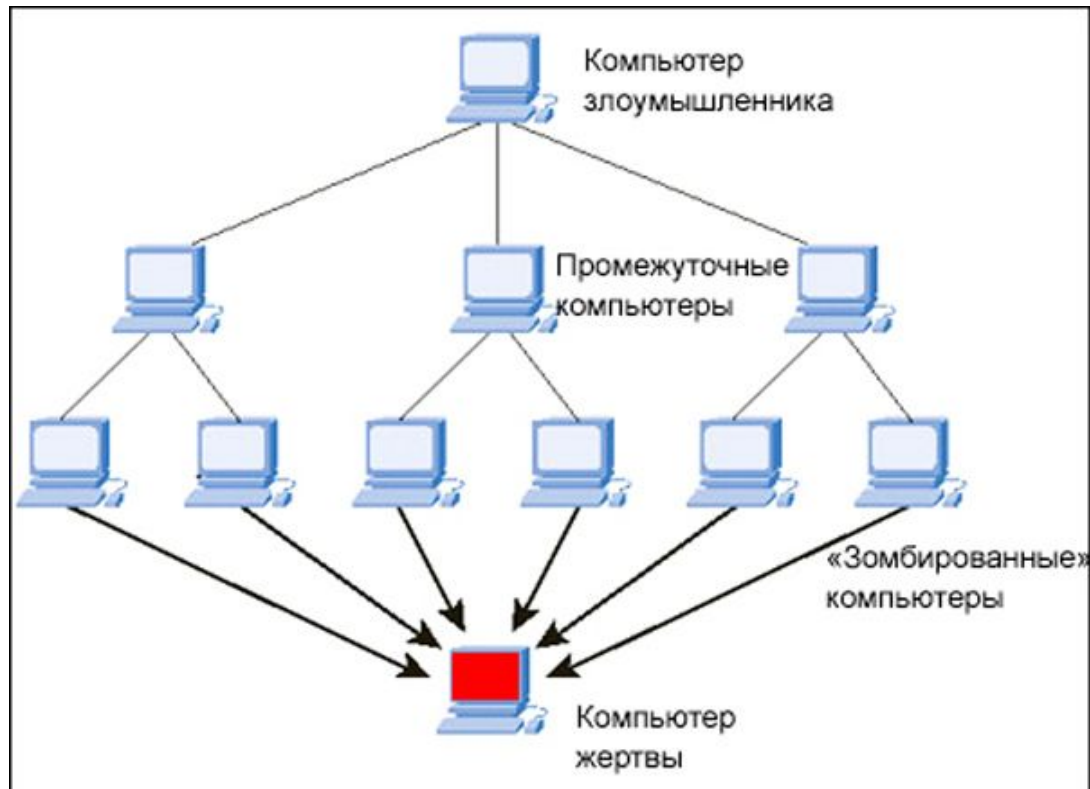 Компьютер
злоумышленника
Промежуточные
компьютеры
«Зомбированные»
компьютеры
Компьютер
жертвы